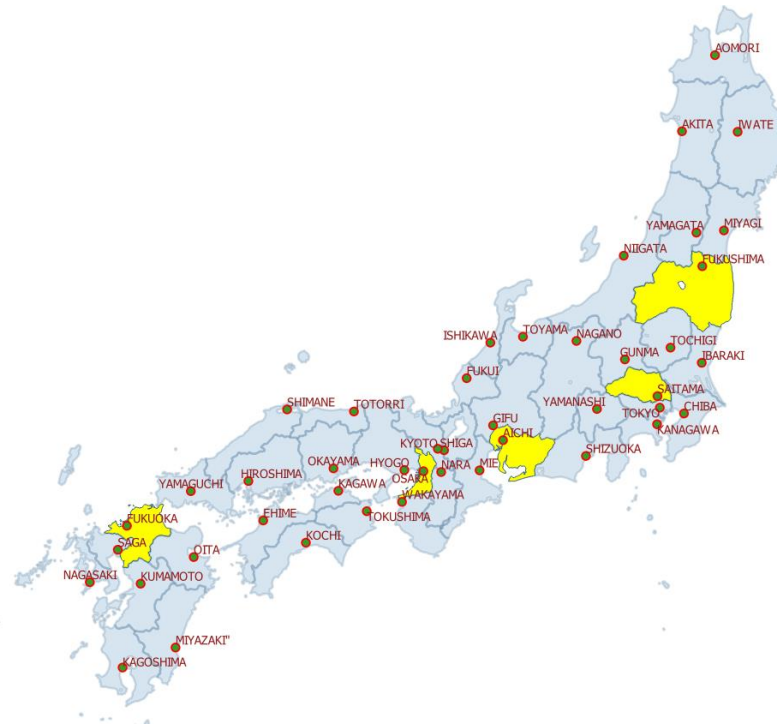 AOMORI
AKITA
IWATE
YAMAGATA
MIYAGI
NIIGATA
FUKUSHIMA
ISHIKAWA
TOYAMA
NAGANO
TOCHIGI
GUNMA
IBARAKI
FUKUI
SAITAMA
SHIMANE
TOTORRI
YAMANASHI
TOKYO
CHIBA
GIFU
KANAGAWA
AICHI
KYOTO
SHIGA
SHIZUOKA
OKAYAMA
HYOGO
OSAKA
NARA
MIE
HIROSHIMA
YAMAGUCHI
KAGAWA
WAKAYAMA
FUKUOKA
EHIME
TOKUSHIMA
KOCHI
SAGA
OITA
NAGASAKI
KUMAMOTO
MIYAZAKI"
KAGOSHIMA